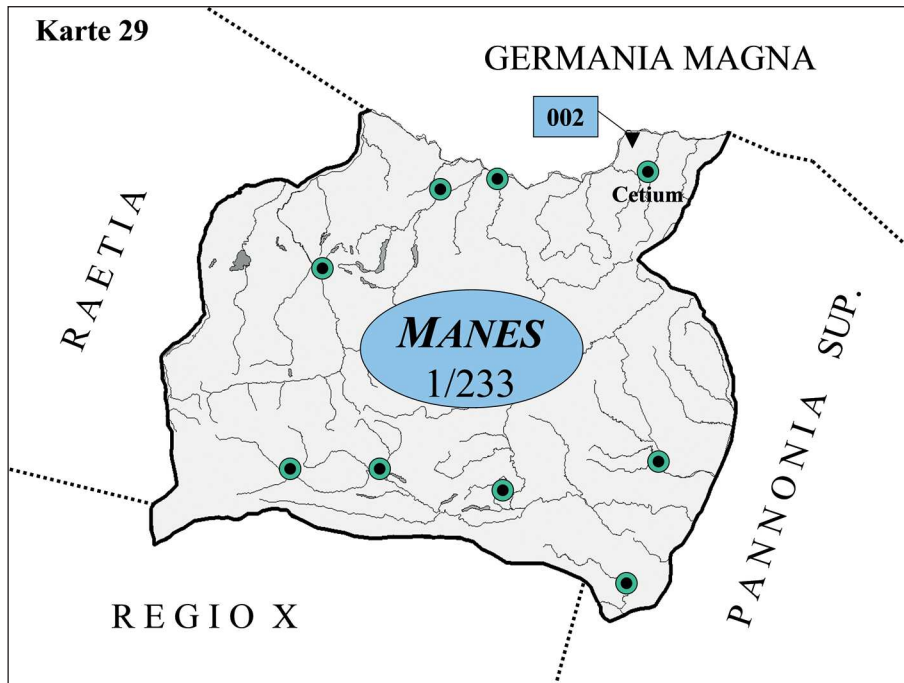 Karte 29
GERMANIA MAGNA
002
Cetium
RAETIA
MANES
1/233
PANNONIA SUP.
REGIO X